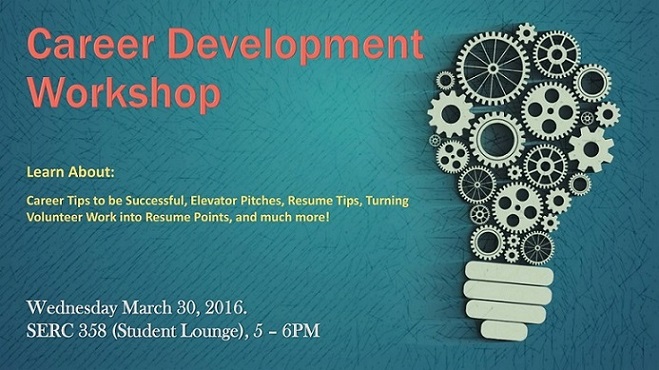 Career Development
Workshop
Learn About:
Career Tips to be Successful, Elevator Pitches, Resume Tips, Turning
Volunteer Work into Resume Points, and much more!
Wednesday March 30, 2016.
SERC 358 (Student Lounge), 5 – 6PM